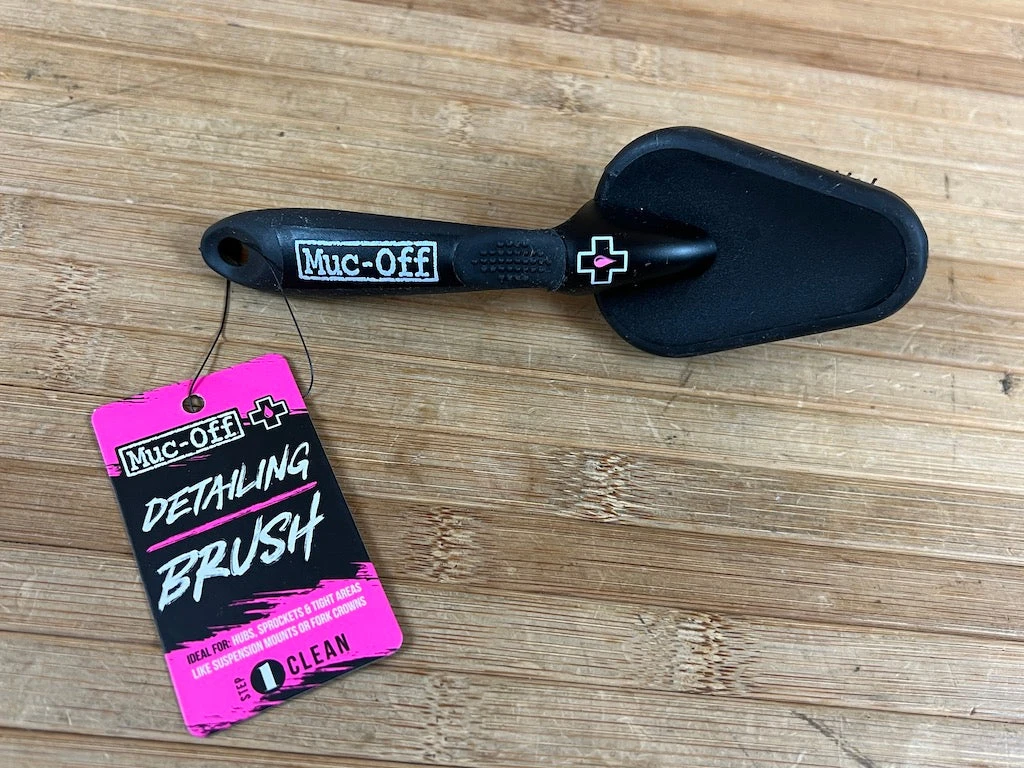 Muc-Off
Muc-Off
DETAILING
BRUSH
IDEAL FOR: HUBS, SPROCKETS & TIGHT AREAS
LIKE SUSPENSION MOUNTS OR FORK CROWNS
STEP 1 CLEAN